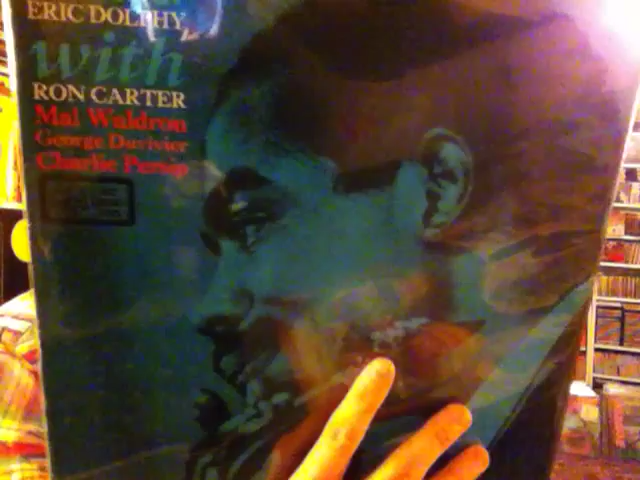 ERIC DOLPHY
with
RON CARTER
Mal Waldron
George Duvivier
Charlie Persip